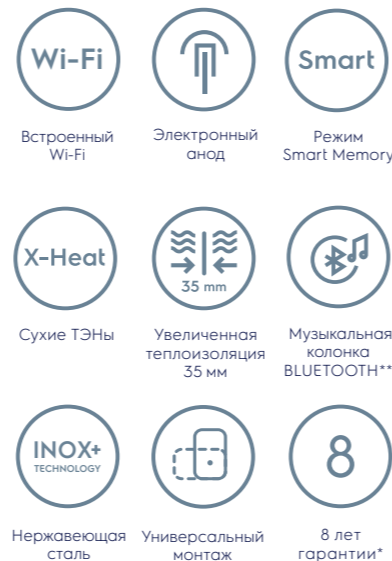 Wi-Fi
Встроенный
Wi-Fi
Электронный
анод
Smart
Режим
Smart Memory
X-Heat
Сухие ТЭНы
35 mm
Увеличенная
теплоизоляция
35 мм
Музыкальная
колонка
BLUETOOTH**
INOX+
TECHNOLOGY
Нержавеющая
сталь
Универсальный
монтаж
8
8 лет
гарантии*